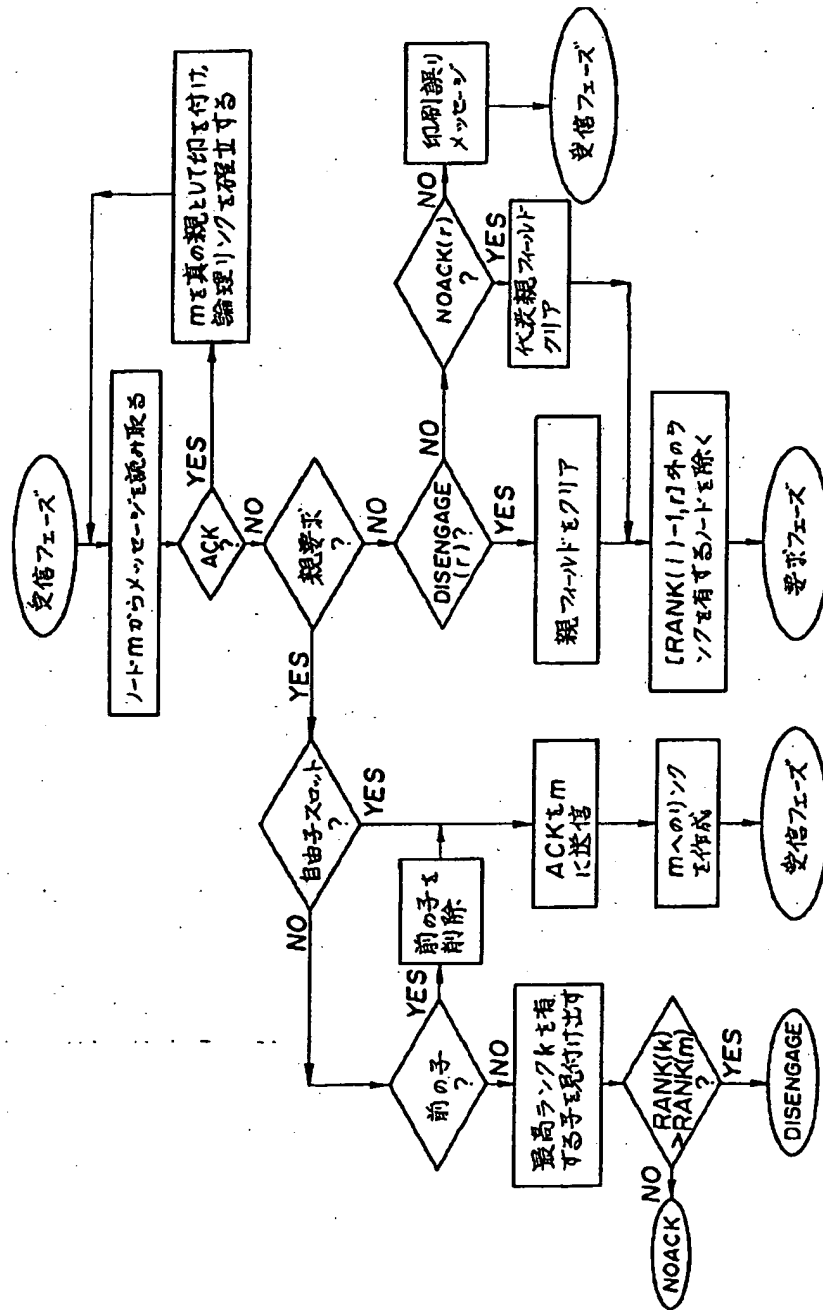 受信フェーズ
ノードmからメッセージを読み取る
ACK
?
YES
mを真の親として印を付け,
論理リンクを確立する
NO
親要求
?
YES
NO
DISENGAGE
(r)?
NO
YES
NOACK(r)
?
NO
YES
印刷誤り
メッセージ
受信フェーズ
代表親フィールド
クリア
親フィールドをクリア
[RANK(i)-1,r]外のラ
ンクを有するノードを除く
要求フェーズ
自由子スロット
?
NO
YES
前の子
?
YES
NO
前の子を
削除
ACKをm
に送信
mへのリンク
を作成
受信フェーズ
最高ランクkを有
する子を見付け出す
RANK(k)
>RANK(m)
?
NO
YES
NOACK
DISENGAGE